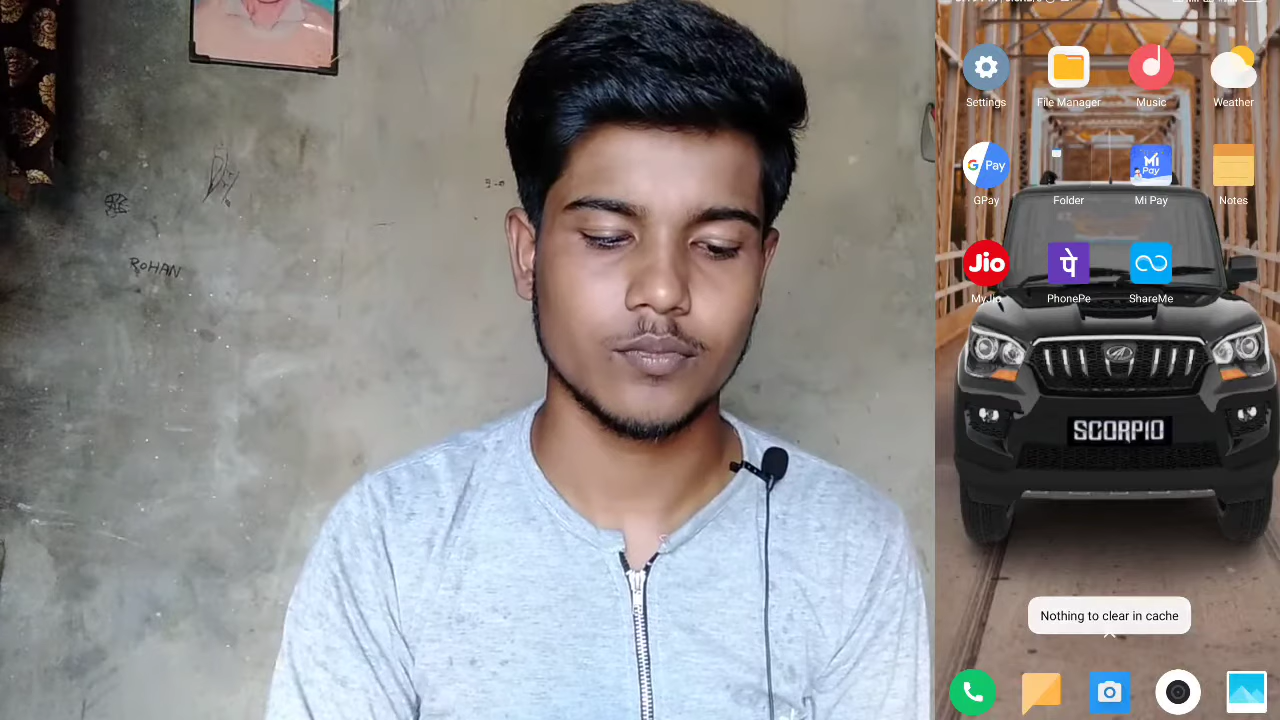 ROHAN
Settings
File Manager
Music
Weather
G Pay
Mi Pay
GPay
Folder
Mi Pay
Notes
Jio
पे
MyJio
PhonePe
ShareMe
SCORPIO
Nothing to clear in cache